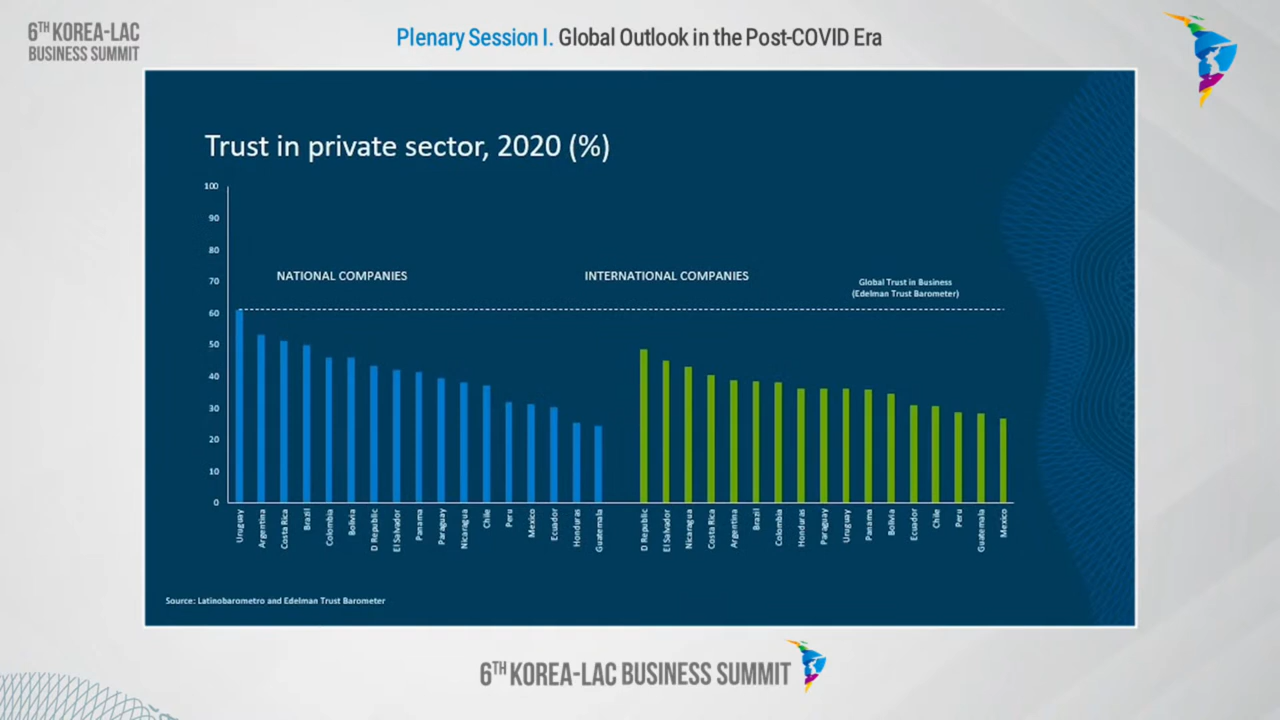 6TH KOREA-LAC
BUSINESS SUMMIT
Plenary Session I. Global Outlook in the Post-COVID Era
Trust in private sector, 2020 (%)
100
90
80
70
60
50
40
30
20
10
0
NATIONAL COMPANIES
INTERNATIONAL COMPANIES
Global Trust in Business
(Edelman Trust Barometer)
Uruguay
Argentina
Costa Rica
Brazil
Colombia
Bolivia
D Republic
El Salvador
Panama
Paraguay
Nicaragua
Chile
Peru
Mexico
Ecuador
Honduras
Guatemala
D Republic
El Salvador
Nicaragua
Costa Rica
Argentina
Brazil
Colombia
Honduras
Paraguay
Uruguay
Panama
Bolivia
Ecuador
Chile
Peru
Guatemala
Mexico
Source: Latinobarometro and Edelman Trust Barometer
6TH KOREA-LAC BUSINESS SUMMIT